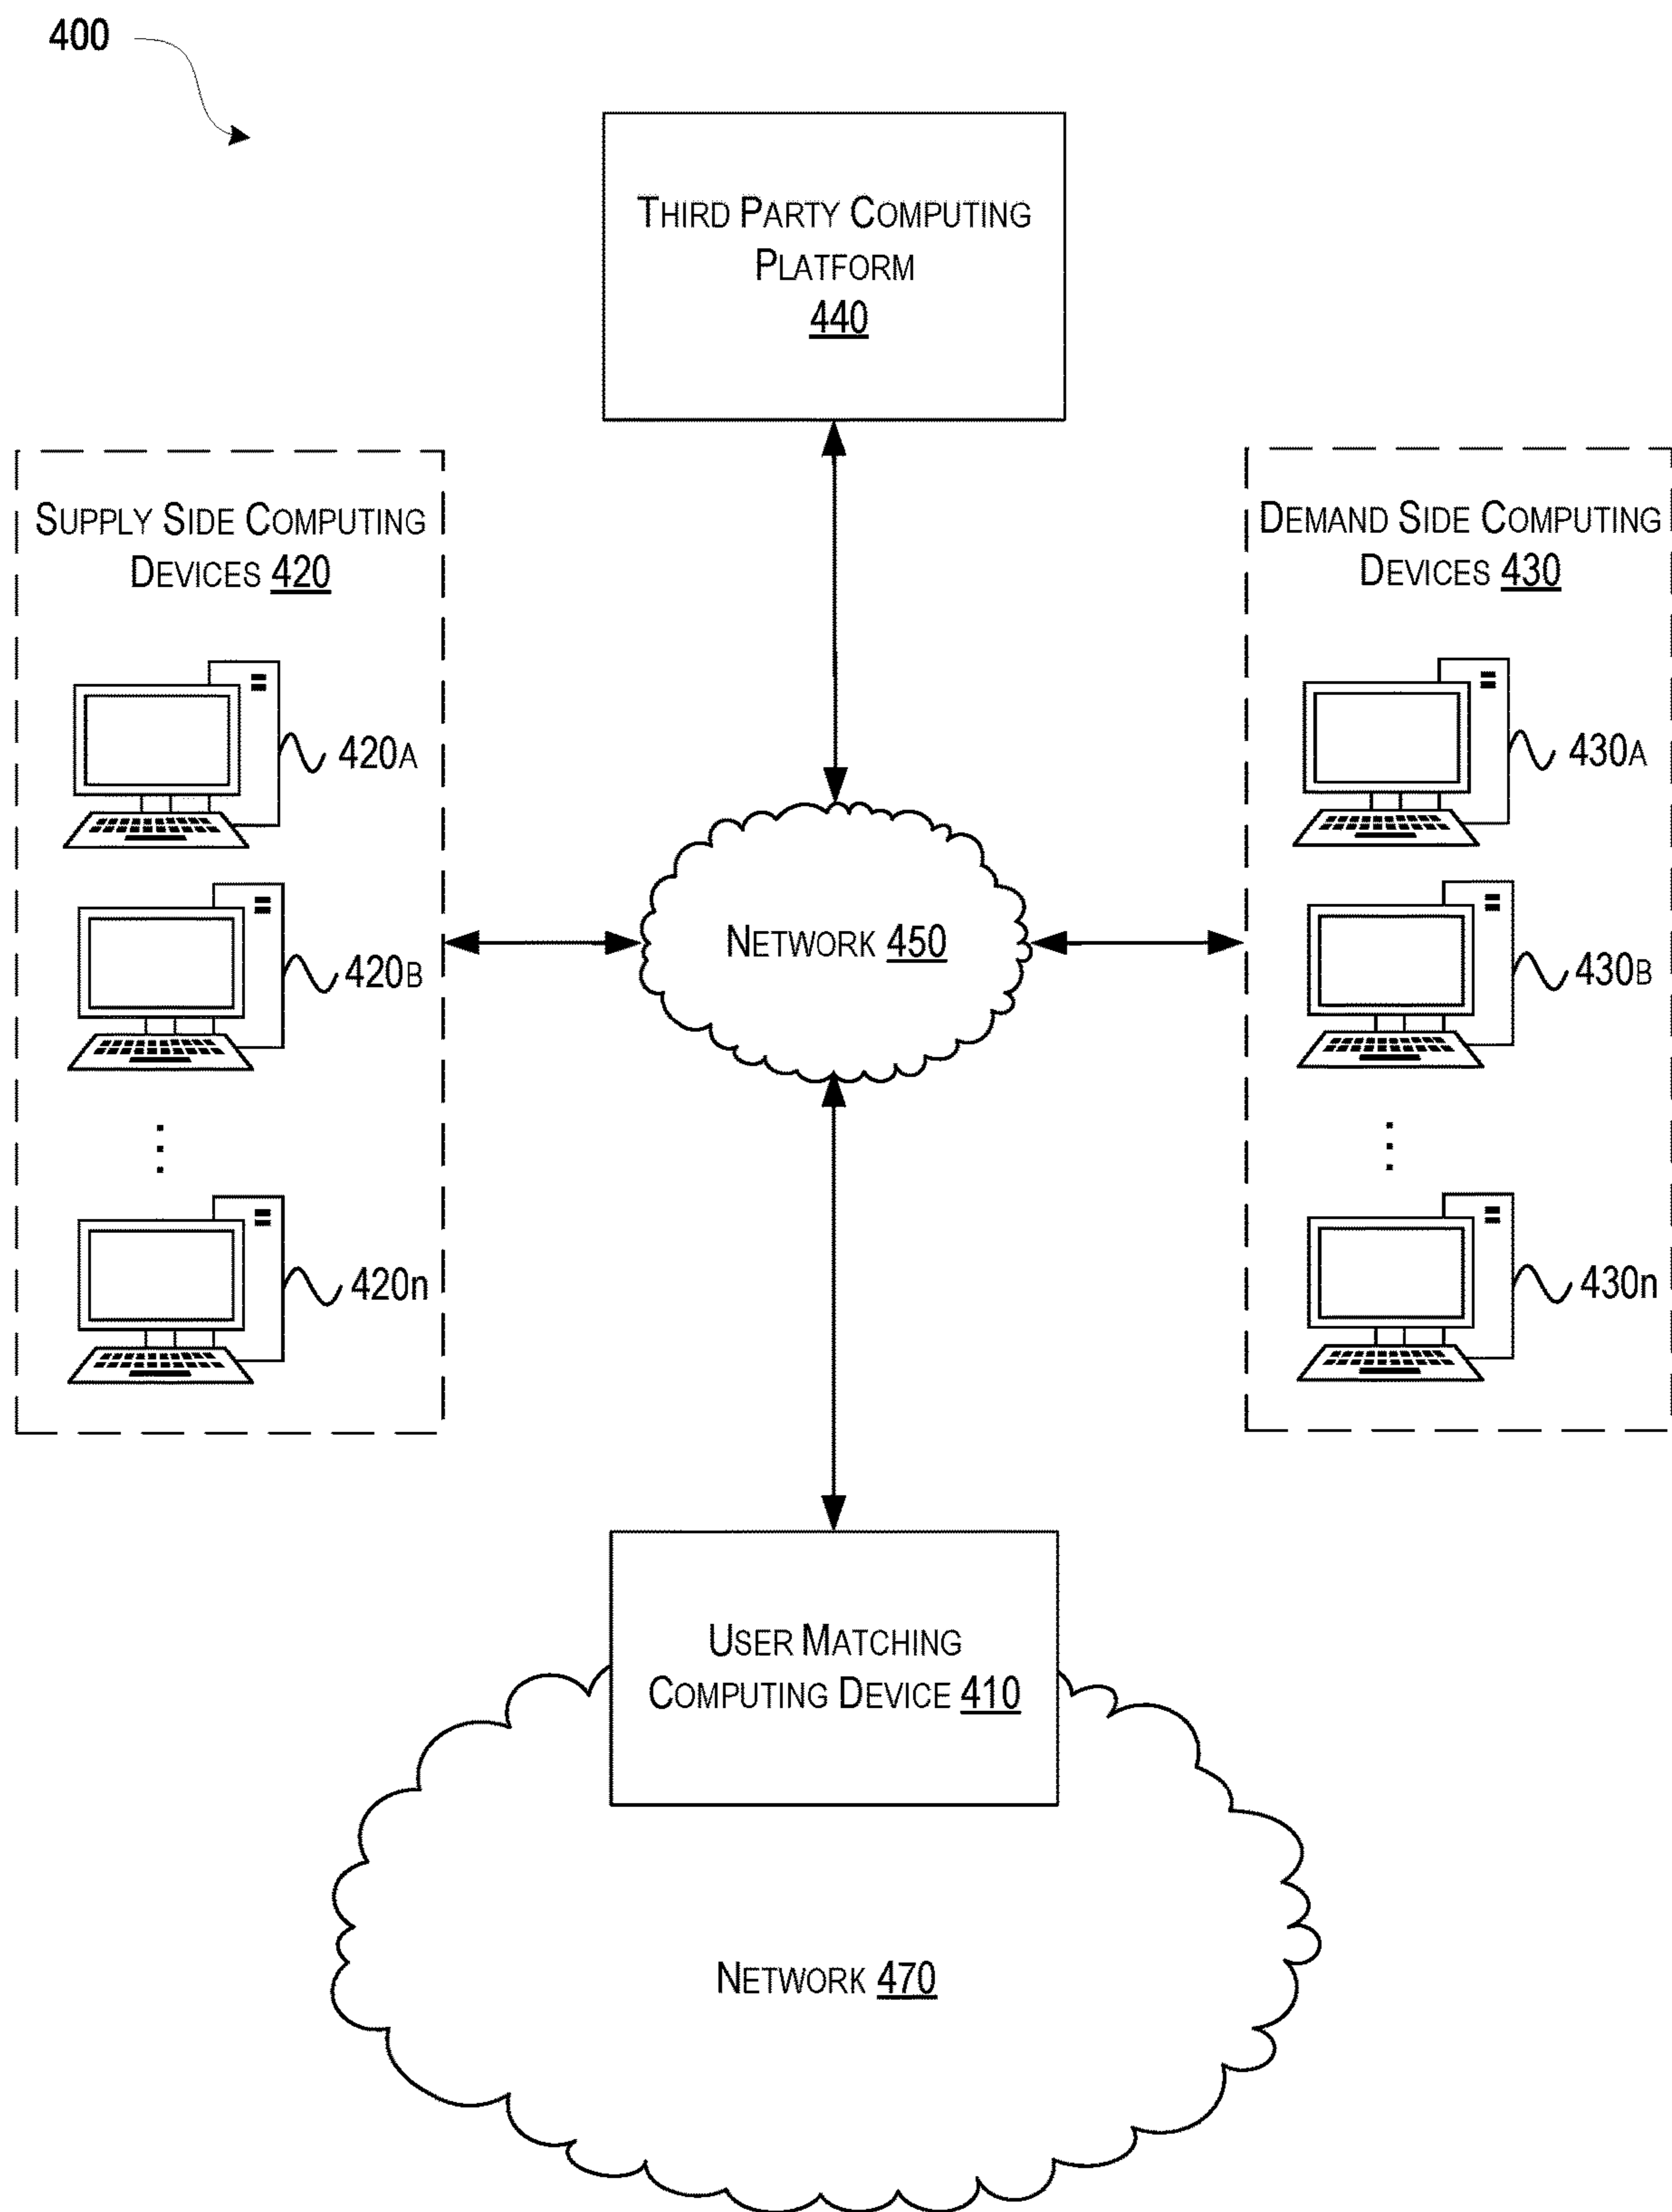 400
THIRD PARTY COMPUTING
PLATFORM
440
SUPPLY SIDE COMPUTING
DEVICES 420
DEMAND SIDE COMPUTING
DEVICES 430
420A
430A
NETWORK 450
420B
430B
420n
430n
USER MATCHING
COMPUTING DEVICE 410
NETWORK 470